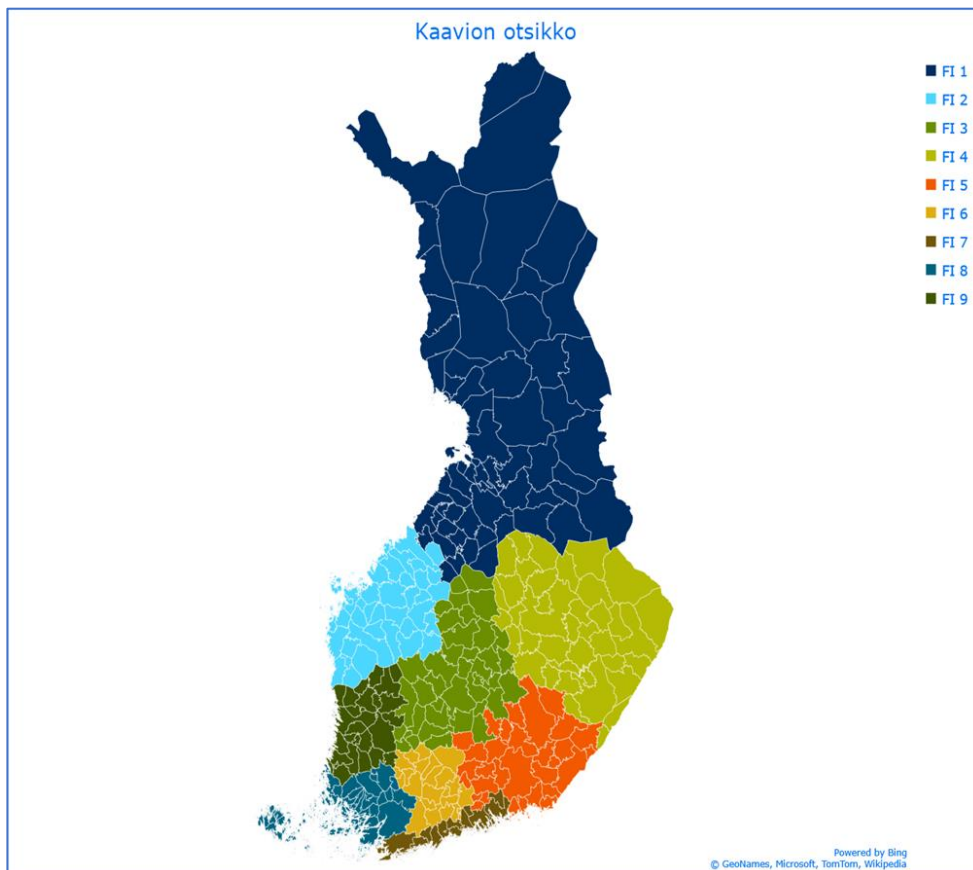 Kaavion otsikko
FI 1
FI 2
FI 3
FI 4
FI 5
FI 6
FI 7
FI 8
FI 9
Powered by Bing
© GeoNames, Microsoft, TomTom, Wikipedia